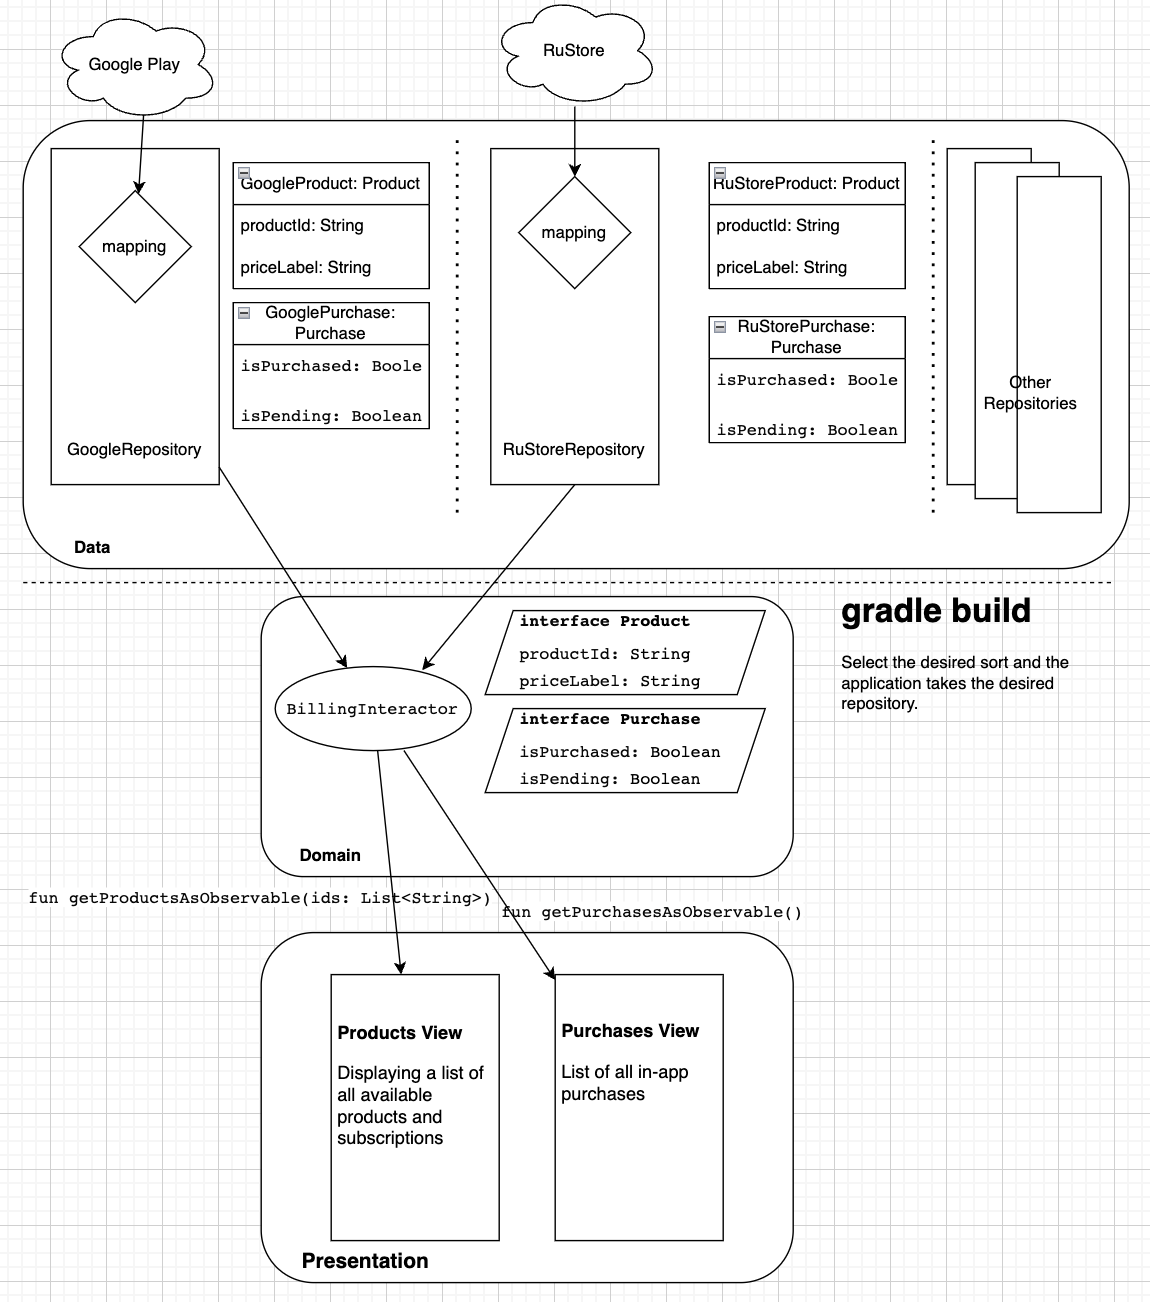 Google Play
RuStore
mapping
GoogleProduct: Product
productId: String
priceLabel: String
GooglePurchase:
Purchase
isPurchased: Boole
isPending: Boolean
GoogleRepository
mapping
RuStoreProduct: Product
productId: String
priceLabel: String
RuStorePurchase:
Purchase
isPurchased: Boole
isPending: Boolean
RuStoreRepository
Other
Repositories
Data
gradle build
Select the desired sort and the
application takes the desired
repository.
interface Product
productId: String
priceLabel: String
BillingInteractor
interface Purchase
isPurchased: Boolean
isPending: Boolean
Domain
fun getProductsAsObservable(ids: List<String>)
fun getPurchasesAsObservable()
Products View
Displaying a list of
all available
products and
subscriptions
Purchases View
List of all in-app
purchases
Presentation